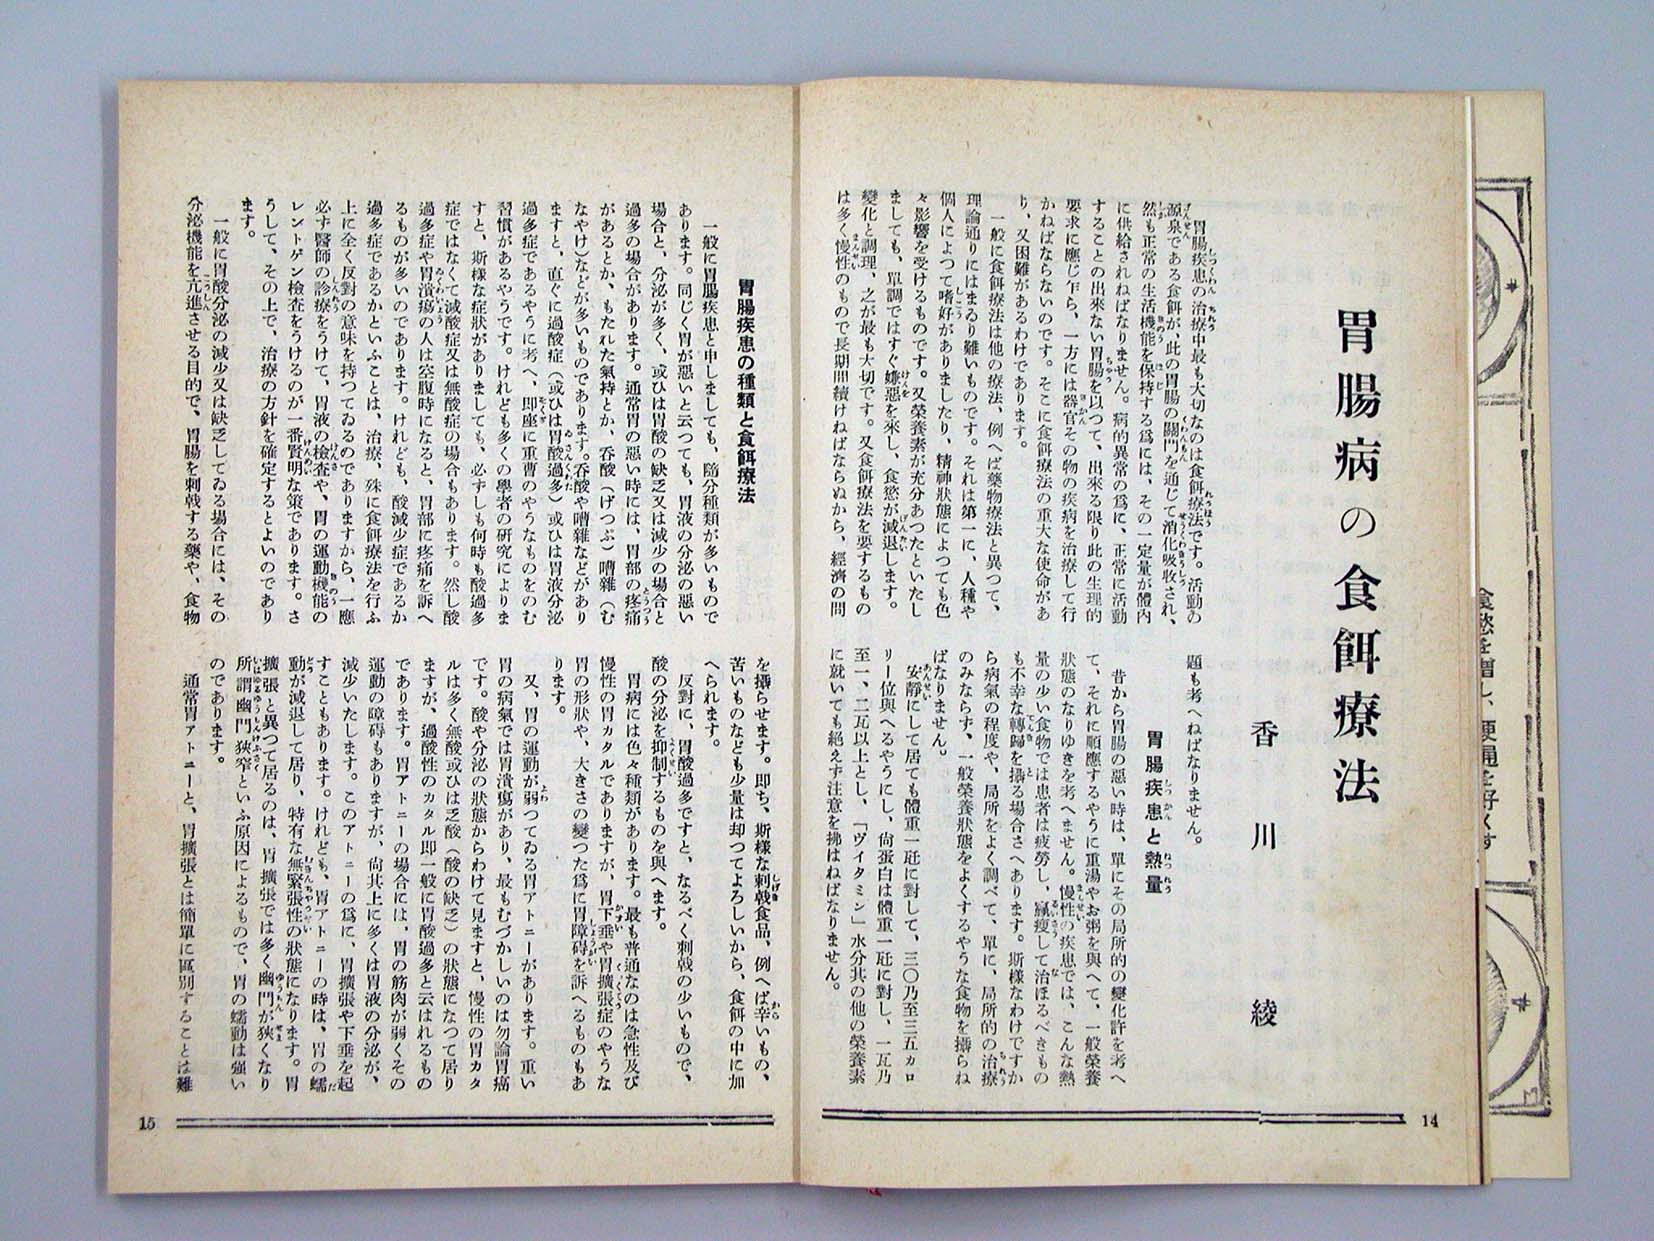 胃腸病の食餌療法
香川綾
胃腸疾患の治療中最も大切なのは食餌療法です。活動の
源泉である食餌が、此の胃腸の關門を通じて消化吸收され、
然も正常の生活機能を保持する爲には、その一定量が體内
に供給されねばなりません。病的異常の爲に、正常に活動
することの出來ない胃腸を以つて、出來る限り此の生理的
要求に應じ乍ら、一方には器官その物の疾病を治療して行
かねばならないのです。そこに食餌療法の重大な使命があ
り、又困難があるわけであります。
一般に食餌療法は他の療法、例へば藥物療法と異つて、
理論通りにはまゐり難いものです。それは第一に、人種や
個人によつて嗜好がありましたり、精神狀態によつても色
々影響を受けるものです。又榮養素が充分あつたといたし
ましても、單調ではすぐ嫌惡を來し、食慾が減退します。
變化と調理、之が最も大切です。又食餌療法を要するもの
は多く慢性のもので長期間續けねばならぬから、經濟の問
題も考へねばなりません。
胃腸疾患と熱量
昔から胃腸の惡い時は、單にその局所的の變化許を考へ
て、それに順應するやうに重湯やお粥を與へて、一般榮養
狀態のなりゆきを考へません。慢性の疾患では、こんな熱
量の少い食物では患者は疲勞し、羸瘦して治ほるべきもの
も不幸な轉歸を攝る場合さへあります。斯樣なわけですか
ら病氣の程度や、局所をよく調べて、單に、局所的の治療
のみならず、一般榮養狀態をよくするやうな食物を攝らね
ばなりません。
安靜にして居ても體重一瓩に對して、三〇乃至三五カロ
リー位與へるやうにし、尙蛋白は體重一瓩に對し、一瓦乃
至一、二瓦以上とし、「ヴイタミン」水分共の他の榮養素
に就いても絶えず注意を拂はねばなりません。
14
胃腸疾患の種類と食餌療法
一般に胃腸疾患と申しましても、隨分種類が多いもので
あります。同じく胃が惡いと云つても、胃液の分泌の惡い
場合と、分泌が多く、或ひは胃酸の缺乏又は減少の場合と
過多の場合があります。通常胃の惡い時には、胃部の疼痛
があるとか、もたれた氣持とか、呑酸（げつぷ）嘈雜（む
なやけ）などが多いものであります。呑酸や嘈雜などがあり
ますと、直ぐに過酸症（或ひは胃酸過多）或ひは胃液分泌
過多症であるやうに考へ、即座に重曹のやうなものをのむ
習慣があるやうです。けれども多くの學者の研究によりま
すと、斯樣な症狀がありましても、必ずしも何時も酸過多
症ではなくて減酸症又は無酸症の場合もあります。然し酸
過多症や胃潰瘍の人は空腹時になると、胃部に疼痛を訴へ
るものが多いのであります。けれども、酸減少症であるか
過多症であるかといふことは、治療、殊に食餌療法を行ふ
上に全く反對の意味を持つてゐるのでありますから、一應
必ず醫師の診療をうけて、胃液の檢査や、胃の運動機能の
レントゲン檢査をうけるのが一番賢明な策であります。さ
うして、その上で、治療の方針を確定するとよいのであり
ます。
一般に胃酸分泌の減少又は缺乏してゐる場合には、その
分泌機能を亢進させる目的で、胃腸を刺戟する藥や、食物
を攝らせます。即ち、斯樣な刺戟食品、例へば辛いもの、
苦いものなども少量は却つてよろしいから、食餌の中に加
へられます。
反對に、胃酸過多ですと、なるべく刺戟の少いもので、
酸の分泌を抑制するものを與へます。
胃病には色々種類があります。最も普通なのは急性及び
慢性の胃カタルでありますが、胃下垂や胃擴張症のやうな
胃の形狀や、大きさの變つた爲に胃障碍を訴へるものもあ
ります。
又、胃の運動が弱つてゐる胃アトニーがあります。重い
胃の病氣では胃潰瘍があり、最もむづかしいのは勿論胃癌
です。酸や分泌の狀態からわけて見ますと、慢性の胃カタ
ルは多く無酸或ひは乏酸（酸の缺乏）の狀態になつて居り
ますが、過酸性のカタル即一般に胃酸過多と云はれるもの
であります。胃アトニーの場合には、胃の筋肉が弱くその
運動の障碍もありますが、尙共上に多くは胃液の分泌が、
減少いたします。このアトニーの爲に、胃擴張や下垂を起
すこともあります。けれども、胃アトニーの時は、胃の蠕
動が減退して居り、特有な無緊張性の狀態になります。胃
擴張と異つて居るのは、胃擴張では多く幽門が狹くなり
所謂幽門狹窄といふ原因によるもので、胃の蠕動は强い
のであります。
通常胃アトニーと、胃擴張とは簡單に區別することは難
15
食慾を增し、便通を好くす